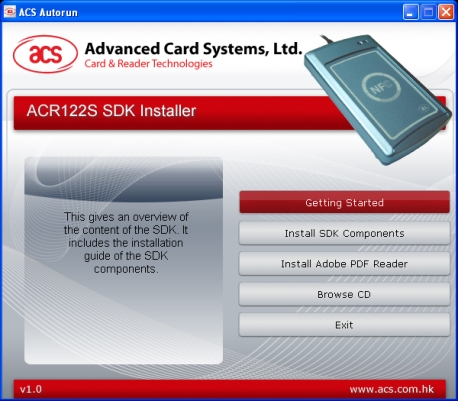 ACS Autorun
acs
Advanced Card Systems, Ltd.
Card & Reader Technologies
NFC
ACR122S SDK Installer
This gives an overview of
the content of the SDK. It
includes the installation
guide of the SDK
components.
Getting Started
Install SDK Components
Install Adobe PDF Reader
Browse CD
Exit
v1.0
www.acs.com.hk